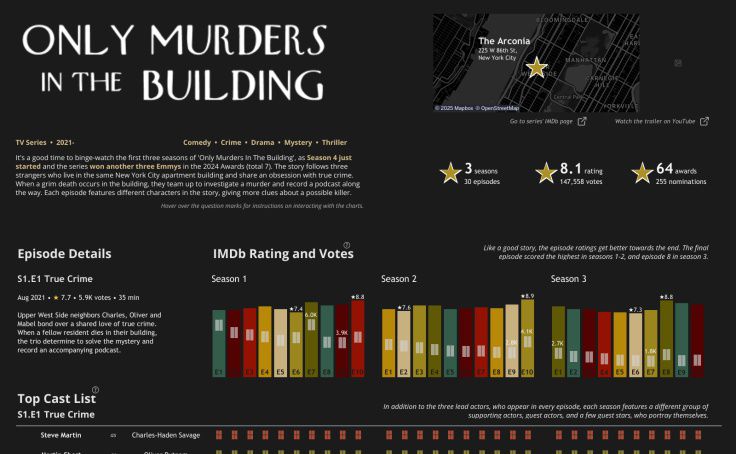 ONLY MURDERS
IN THE BUILDING
BLOOMINGDALE
The Arconia
225 W 86th St,
New York City
MANHATTAN
CARNEGIE
HILL
Central Park
YORKVILLE
© 2025 Mapbox © OpenStreetMap
Go to series' IMDb page
Watch the trailer on YouTube
TV Series • 2021-
Comedy • Crime • Drama • Mystery • Thriller
It's a good time to binge-watch the first three seasons of 'Only Murders In The Building', as Season 4 just
started and the series won another three Emmys in the 2024 Awards (total 7). The story follows three
strangers who live in the same New York City apartment building and share an obsession with true crime.
When a grim death occurs in the building, they team up to investigate a murder and record a podcast along
the way. Each episode features different characters in the story, giving more clues about a possible killer.
Hover over the question marks for instructions on interacting with the charts.
3 seasons
30 episodes
8.1 rating
147,558 votes
64 awards
255 nominations
Episode Details
S1.E1 True Crime
Aug 2021 • ★ 7.7 • 5.9K votes • 35 min
Upper West Side neighbors Charles, Oliver and
Mabel bond over a shared love of true crime.
When a fellow resident dies in their building,
the trio determine to solve the mystery and
record an accompanying podcast.
IMDb Rating and Votes
?
Like a good story, the episode ratings get better towards the end. The final
episode scored the highest in seasons 1-2, and episode 8 in season 3.
Season 1
★7.4
6.0K
3.9K
★8.8
E1
E3
E4
E5
E6
E7
E8
E10
Season 2
★7.6
★8.9
2.8K
4.1K
E1
E2
E3
E4
E5
E6
E7
E8
E9
E10
Season 3
2.7K
★7.3
1.8K
★8.8
E1
E3
E4
E5
E6
E7
E8
E9
Top Cast List
?
S1.E1 True Crime
In addition to the three lead actors, who appear in every episode, each season features a different group of
supporting actors, guest actors, and a few guest stars, who portray themselves.
Steve Martin
as
Charles-Haden Savage